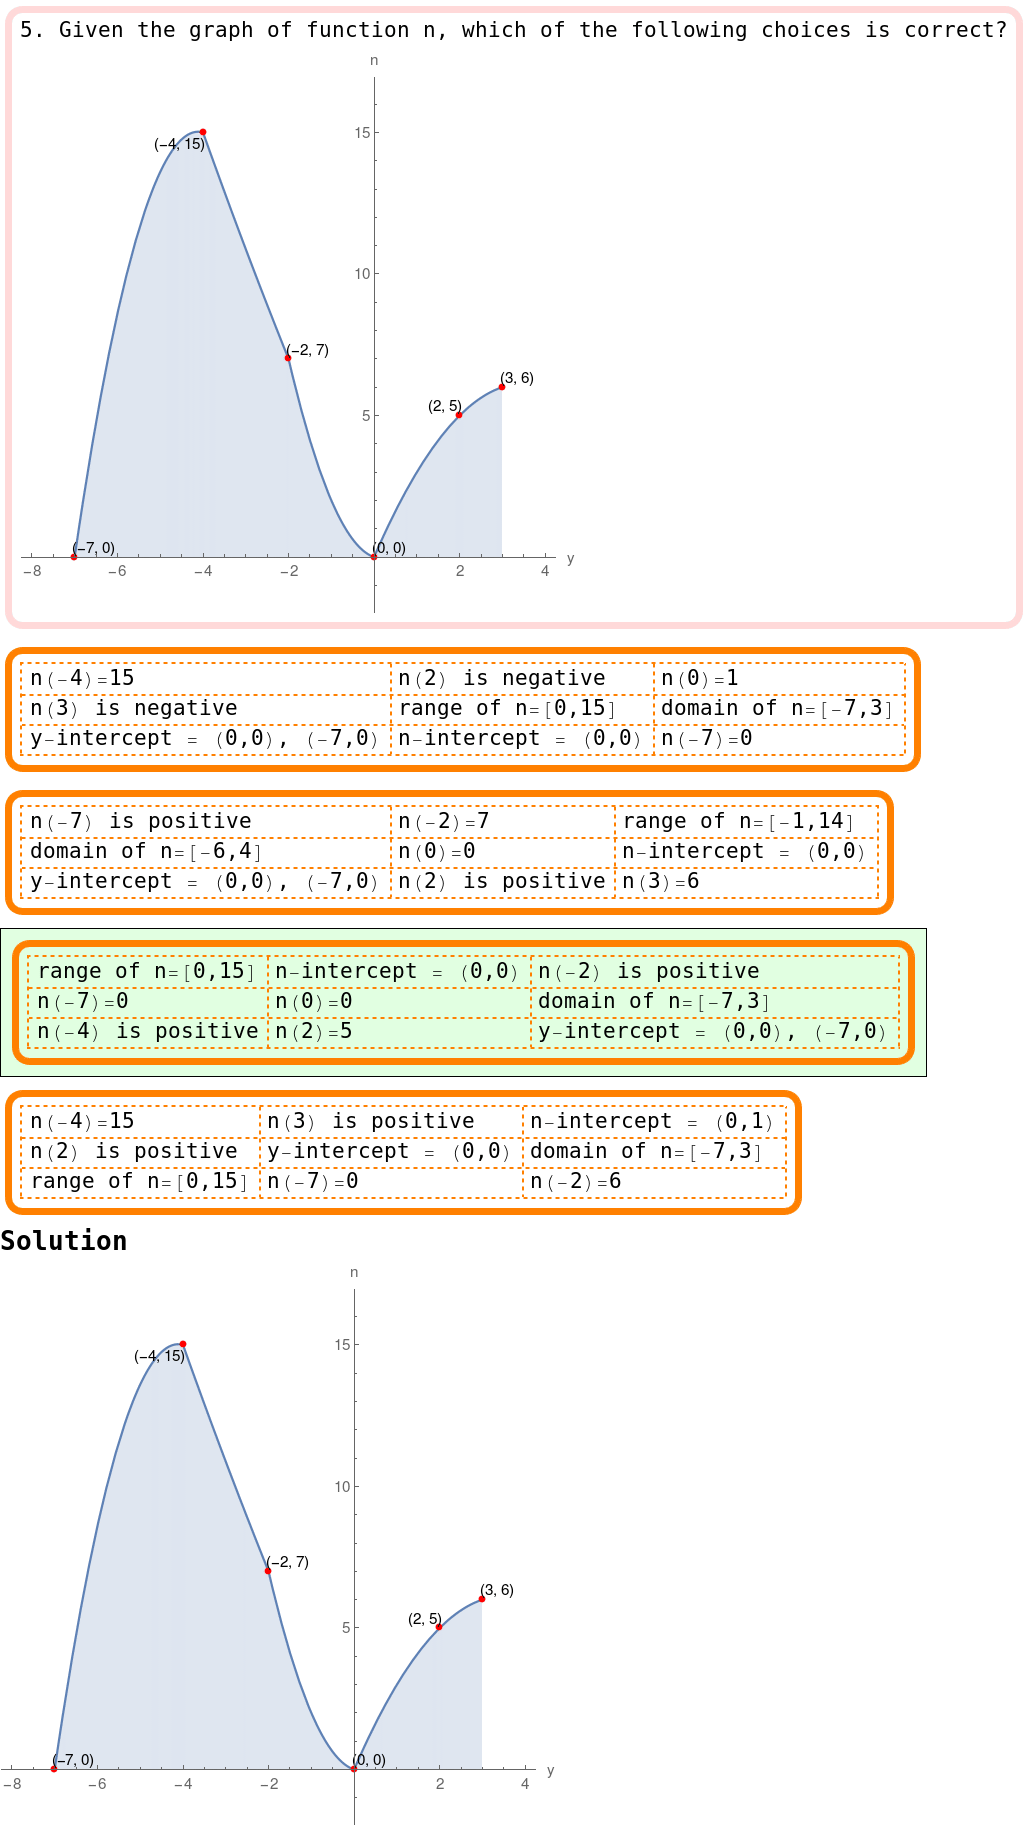 5. Given the graph of function n, which of the following choices is correct?
n
15
(−4, 15)
10
(−2, 7)
(3, 6)
(2, 5)
5
(−7, 0)
(0, 0)
y
−8 −6 −4 −2 2 4
n(−4)=15 n(2) is negative n(0)=1
n(3) is negative range of n=[0,15] domain of n=[−7,3]
y−intercept = (0,0), (−7,0) n−intercept = (0,0) n(−7)=0
n(−7) is positive n(−2)=7 range of n=[−1,14]
domain of n=[−6,4] n(0)=0 n−intercept = (0,0)
y−intercept = (0,0), (−7,0) n(2) is positive n(3)=6
range of n=[0,15] n−intercept = (0,0) n(−2) is positive
n(−7)=0 n(0)=0 domain of n=[−7,3]
n(−4) is positive n(2)=5 y−intercept = (0,0), (−7,0)
n(−4)=15 n(3) is positive n−intercept = (0,1)
n(2) is positive y−intercept = (0,0) domain of n=[−7,3]
range of n=[0,15] n(−7)=0 n(−2)=6
Solution
n
15
(−4, 15)
10
(−2, 7)
(3, 6)
(2, 5)
5
(−7, 0)
(0, 0)
y
−8 −6 −4 −2 2 4